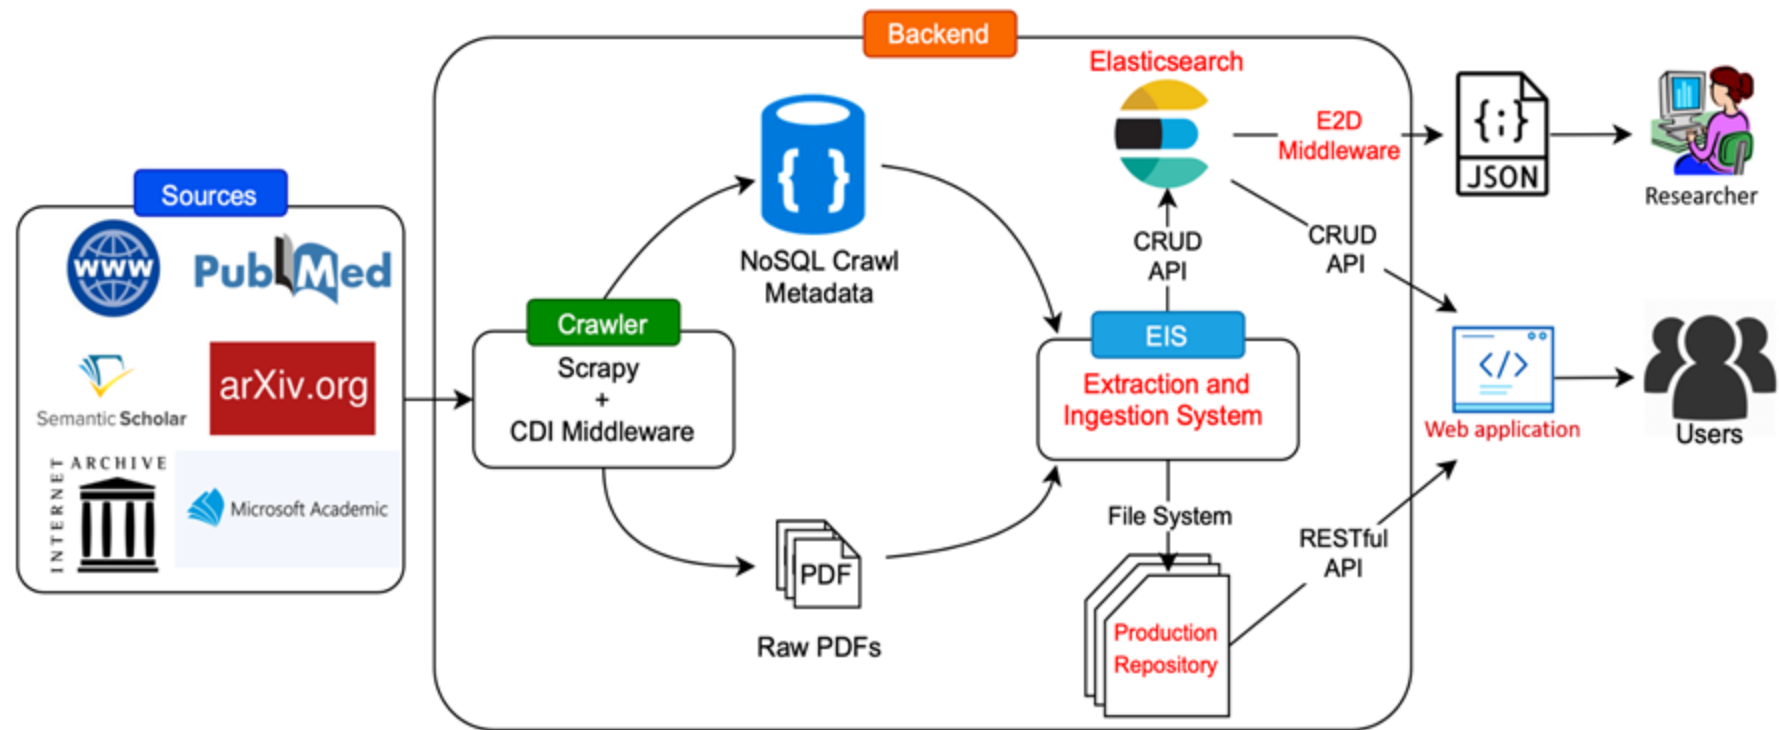 Backend
Sources
WWW
PubMed
Semantic Scholar
arXiv.org
INTERNET
ARCHIVE
Microsoft Academic
Crawler
Scrapy
+
CDI Middleware
{ }
NoSQL Crawl
Metadata
PDF
Raw PDFs
Elasticsearch
CRUD
API
EIS
Extraction and
Ingestion System
File System
Production
Repository
E2D
Middleware
CRUD
API
RESTful
API
{;}
JSON
Researcher
</>
Web application
Users